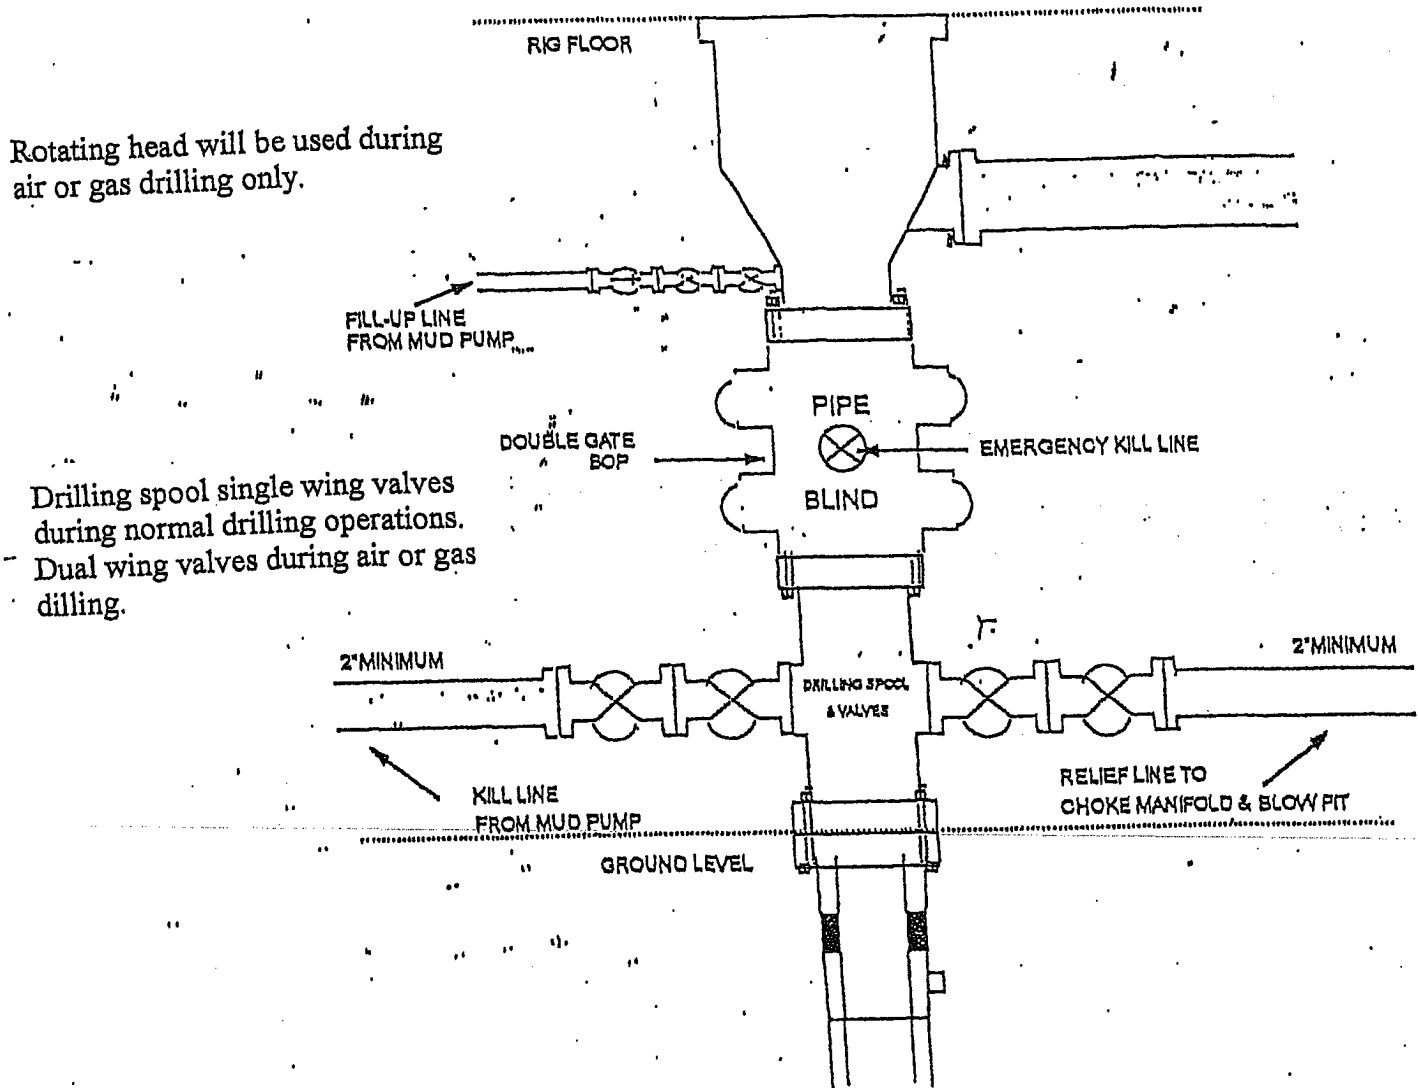 RIG FLOOR
Rotating head will be used during
air or gas drilling only.
FILL-UP LINE
FROM MUD PUMP
PIPE
DOUBLE GATE
BOP
EMERGENCY KILL LINE
BLIND
Drilling spool single wing valves
during normal drilling operations.
Dual wing valves during air or gas
dilling.
2" MINIMUM
2" MINIMUM
DRILLING SPOOL
& VALVES
KILL LINE
FROM MUD PUMP
RELIEF LINE TO
CHOKE MANIFOLD & BLOW PIT
GROUND LEVEL